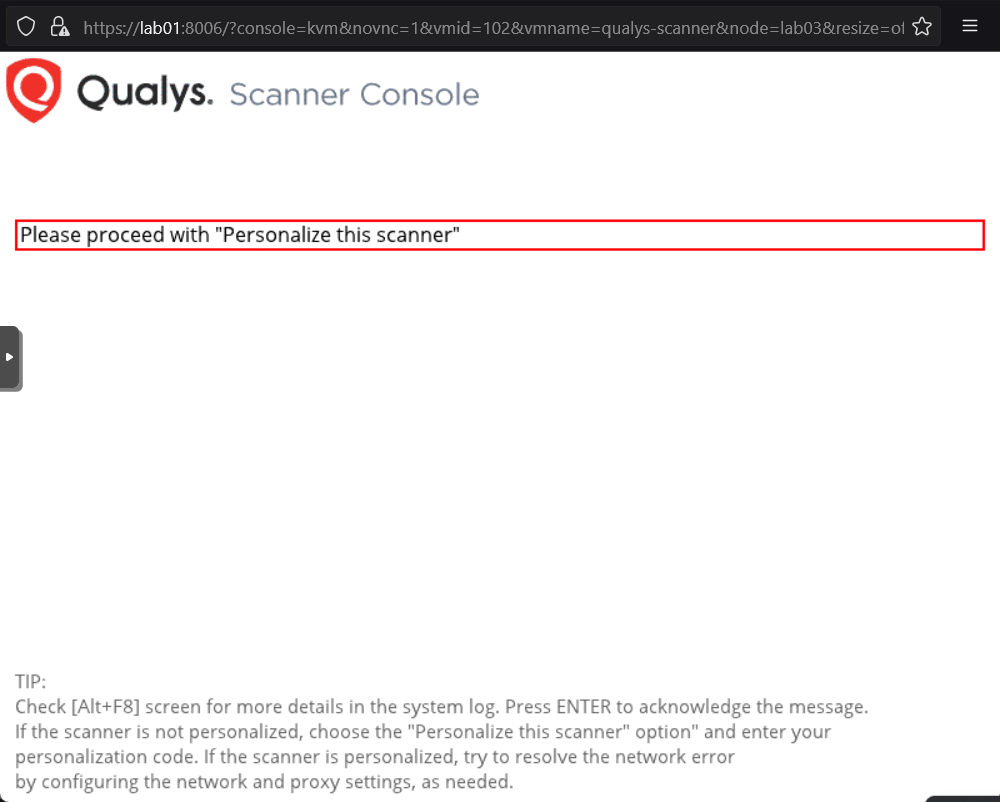 https://lab01:8006/?console=kvm&novnc=1&vmid=102&vmname=qualys-scanner&node=lab03&resize=of
Qualys. Scanner Console
Please proceed with "Personalize this scanner"
TIP:
Check [Alt+F8] screen for more details in the system log. Press ENTER to acknowledge the message.
If the scanner is not personalized, choose the "Personalize this scanner" option" and enter your
personalization code. If the scanner is personalized, try to resolve the network error
by configuring the network and proxy settings, as needed.